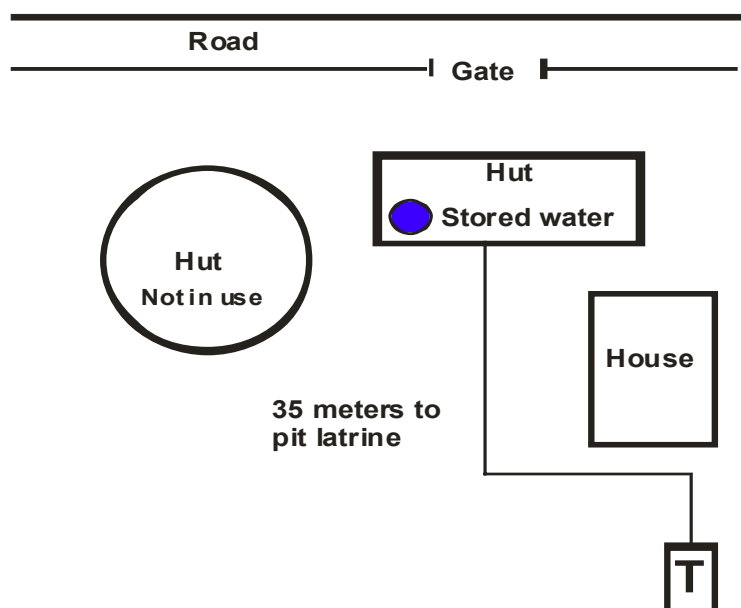 Road
Gate
Hut
Stored water
Hut
Not in use
House
35 meters to
pit latrine
T